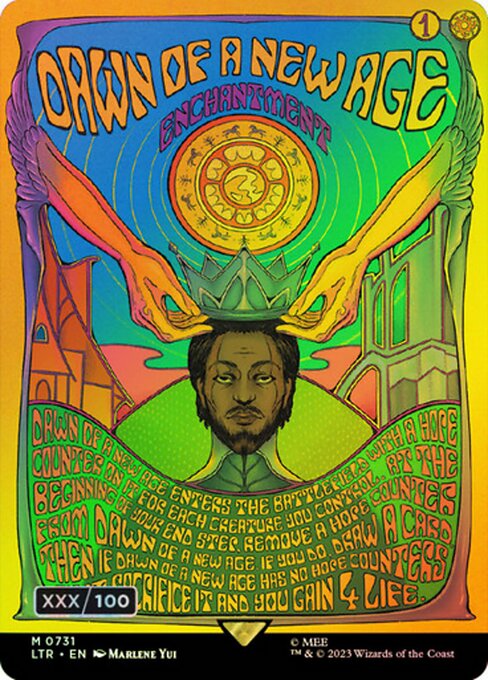 1
DAWN OF A NEW AGE
ENCHANTMENT
DAWN OF A NEW AGE ENTERS THE BATTLEFIELD WITH A HOPE
COUNTER ON IT FOR EACH CREATURE YOU CONTROL. AT THE
BEGINNING OF YOUR END STEP, REMOVE A HOPE COUNTER
FROM DAWN OF A NEW AGE. IF YOU DO, DRAW A CARD.
THEN IF DAWN OF A NEW AGE HAS NO HOPE COUNTERS
SACRIFICE IT AND YOU GAIN 4 LIFE.
XXX/100
M 0731
LTR • EN MARLENE YUI
© MEE
™ & © 2023 Wizards of the Coast